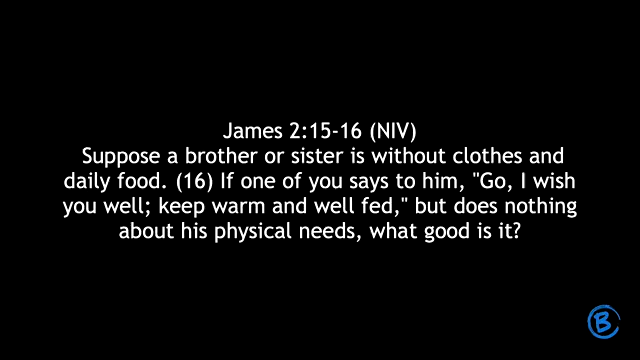 James 2:15-16 (NIV)
Suppose a brother or sister is without clothes and
daily food. (16) If one of you says to him, "Go, I wish
you well; keep warm and well fed," but does nothing
about his physical needs, what good is it?
B